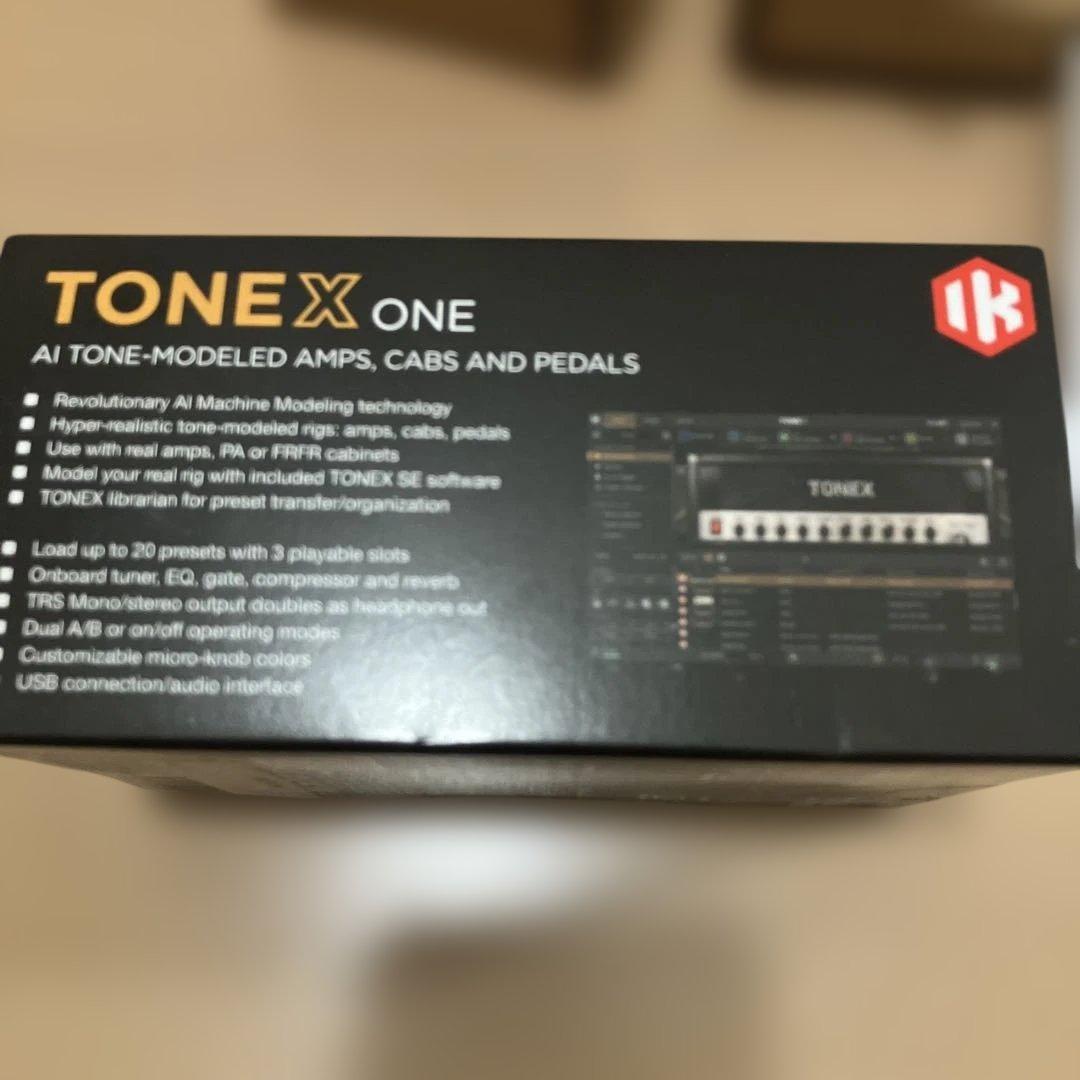 TONEX ONE
IK
AI TONE-MODELED AMPS, CABS AND PEDALS
Revolutionary AI Machine Modeling technology
Hyper-realistic tone-modeled rigs: amps, cabs, pedals
Use with real amps, PA or FRFR cabinets
Model your real rig with included TONEX SE software
TONEX librarian for preset transfer/organization
Load up to 20 presets with 3 playable slots
Onboard tuner, EQ, gate, compressor and reverb
TRS Mono/stereo output doubles as headphone out
Dual A/B or on/off operating modes
Customizable micro-knob colors
USB connection/audio interface
TONEX